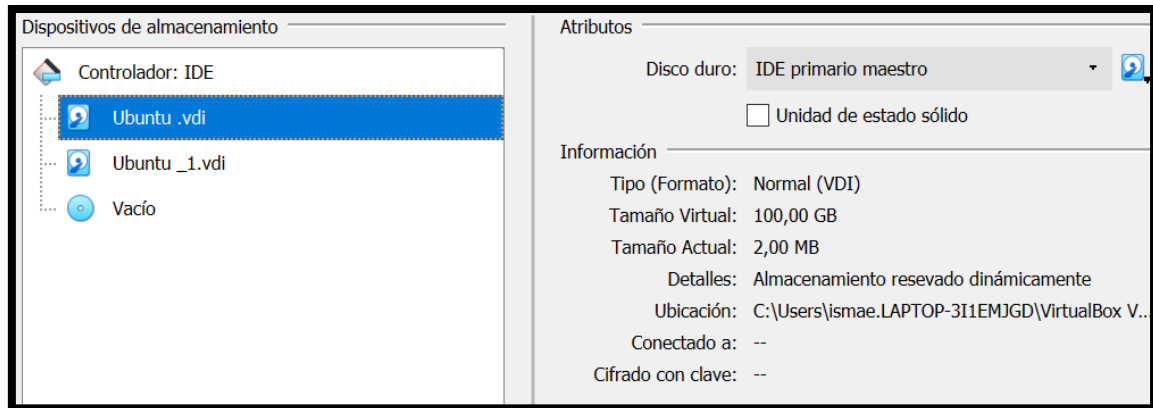 Dispositivos de almacenamiento
Controlador: IDE
Ubuntu .vdi
Ubuntu _1.vdi
Vacío
Atributos
Disco duro: IDE primario maestro
Unidad de estado sólido
Información
Tipo (Formato): Normal (VDI)
Tamaño Virtual: 100,00 GB
Tamaño Actual: 2,00 MB
Detalles: Almacenamiento resevado dinámicamente
Ubicación: C:\Users\ismae.LAPTOP-3I1EMJGD\VirtualBox V...
Conectado a: --
Cifrado con clave: --